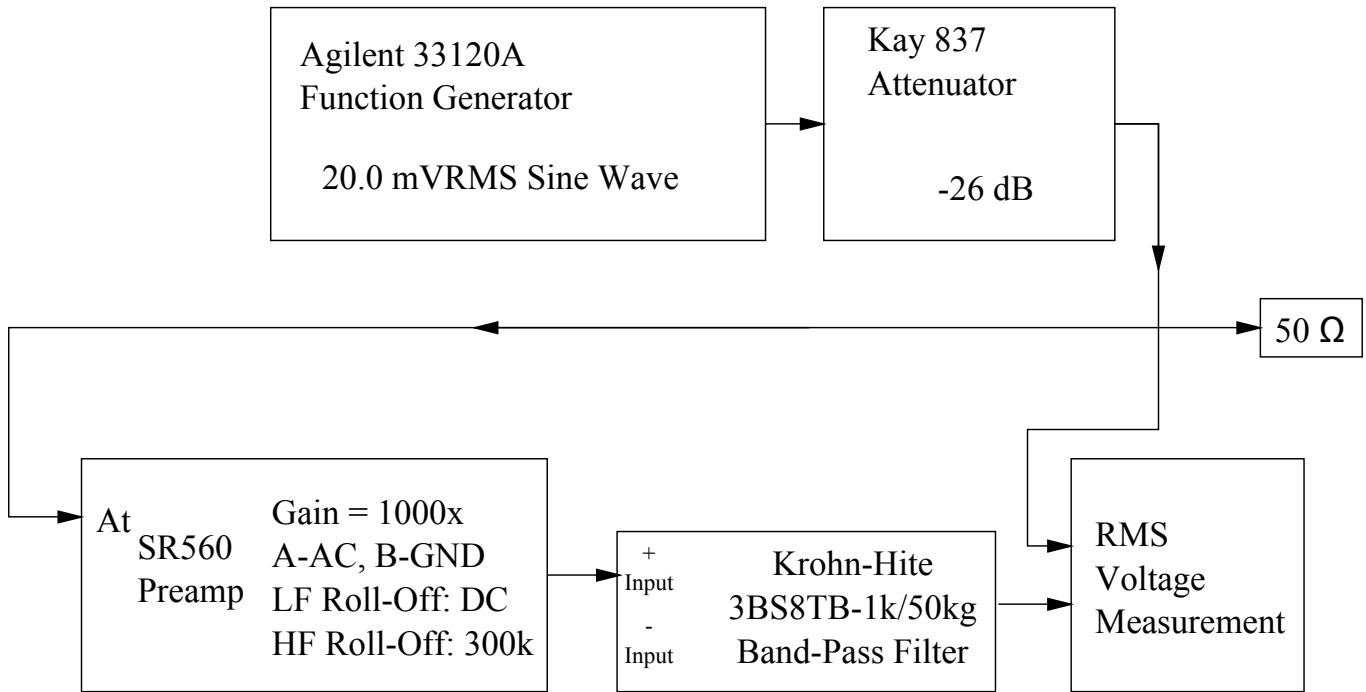 Agilent 33120A
Function Generator
20.0 mVRMS Sine Wave
Kay 837
Attenuator
-26 dB
50 Ω
At
SR560
Preamp
Gain = 1000x
A-AC, B-GND
LF Roll-Off: DC
HF Roll-Off: 300k
+
Input
-
Input
Krohn-Hite
3BS8TB-1k/50kg
Band-Pass Filter
RMS
Voltage
Measurement